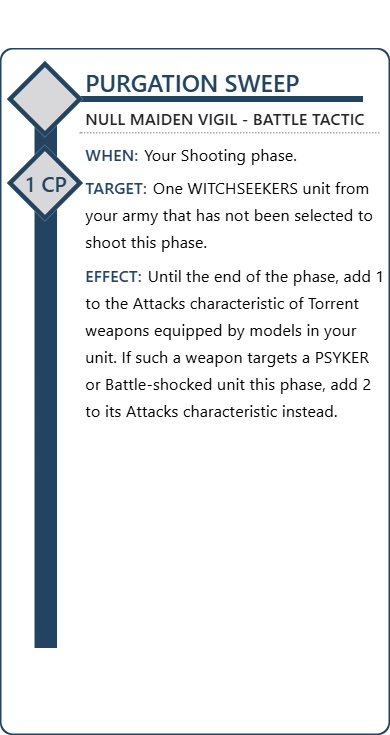 PURGATION SWEEP
NULL MAIDEN VIGIL - BATTLE TACTIC
WHEN: Your Shooting phase.
1 CP
TARGET: One WITCHSEEKERS unit from
your army that has not been selected to
shoot this phase.
EFFECT: Until the end of the phase, add 1
to the Attacks characteristic of Torrent
weapons equipped by models in your
unit. If such a weapon targets a PSYKER
or Battle-shocked unit this phase, add 2
to its Attacks characteristic instead.